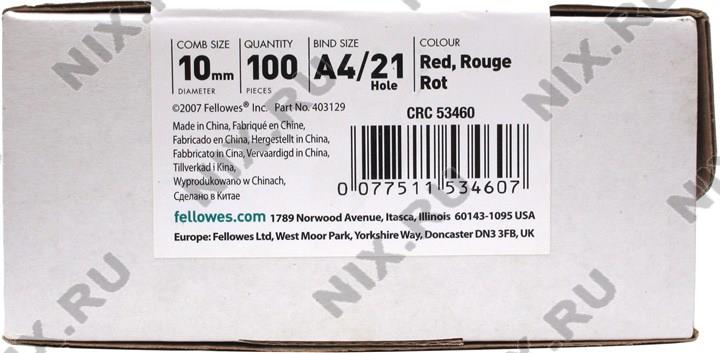 COMB SIZE QUANTITY BIND SIZE COLOUR
10mm 100 A4/21 Hole Red, Rouge
Rot
DIAMETER PIECES
©2007 Fellowes® Inc. Part No. 403129
CRC 53460
Made in China, Fabriqué en Chine,
Fabricado en China, Hergestellt in China,
Fabbricato in Cina, Vervaardigd in China,
Tillverkad i Kina,
Wyprodukowano w Chinach,
Сделано в Китае
0 077511 534607
fellowes.com 1789 Norwood Avenue, Itasca, Illinois 60143-1095 USA
Europe: Fellowes Ltd, West Moor Park, Yorkshire Way, Doncaster DN3 3FB, UK
NIX.RU
NIX.RU
NIX.RU
NIX.RU
NIX.RU
NIX.RU